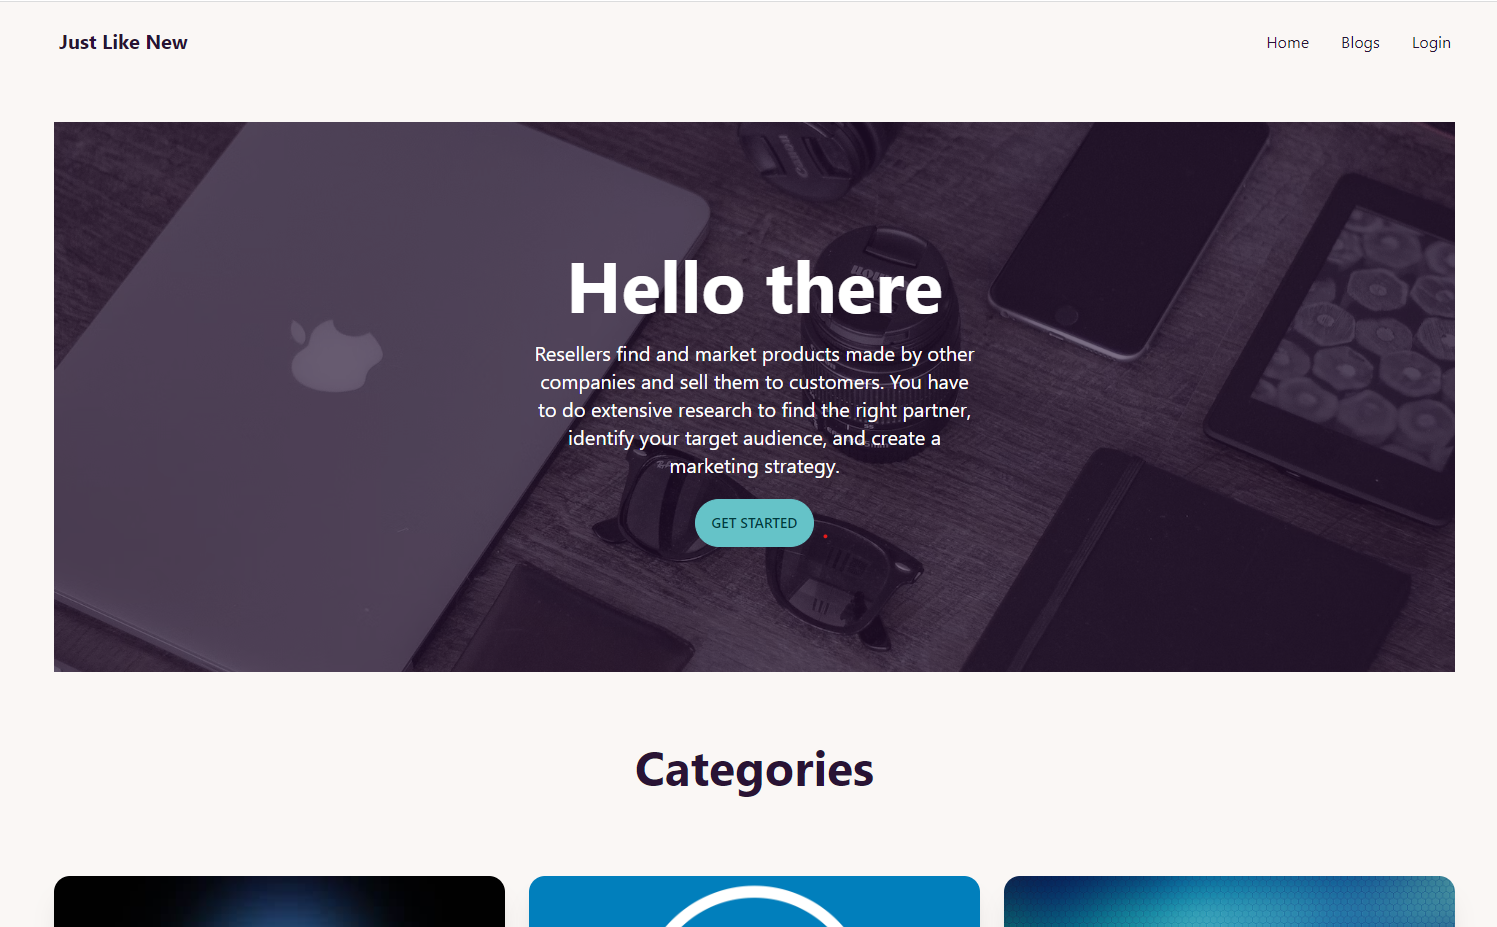 Just Like New
Home Blogs Login
Hello there
Resellers find and market products made by other
companies and sell them to customers. You have
to do extensive research to find the right partner,
identify your target audience, and create a
marketing strategy.
GET STARTED
Categories